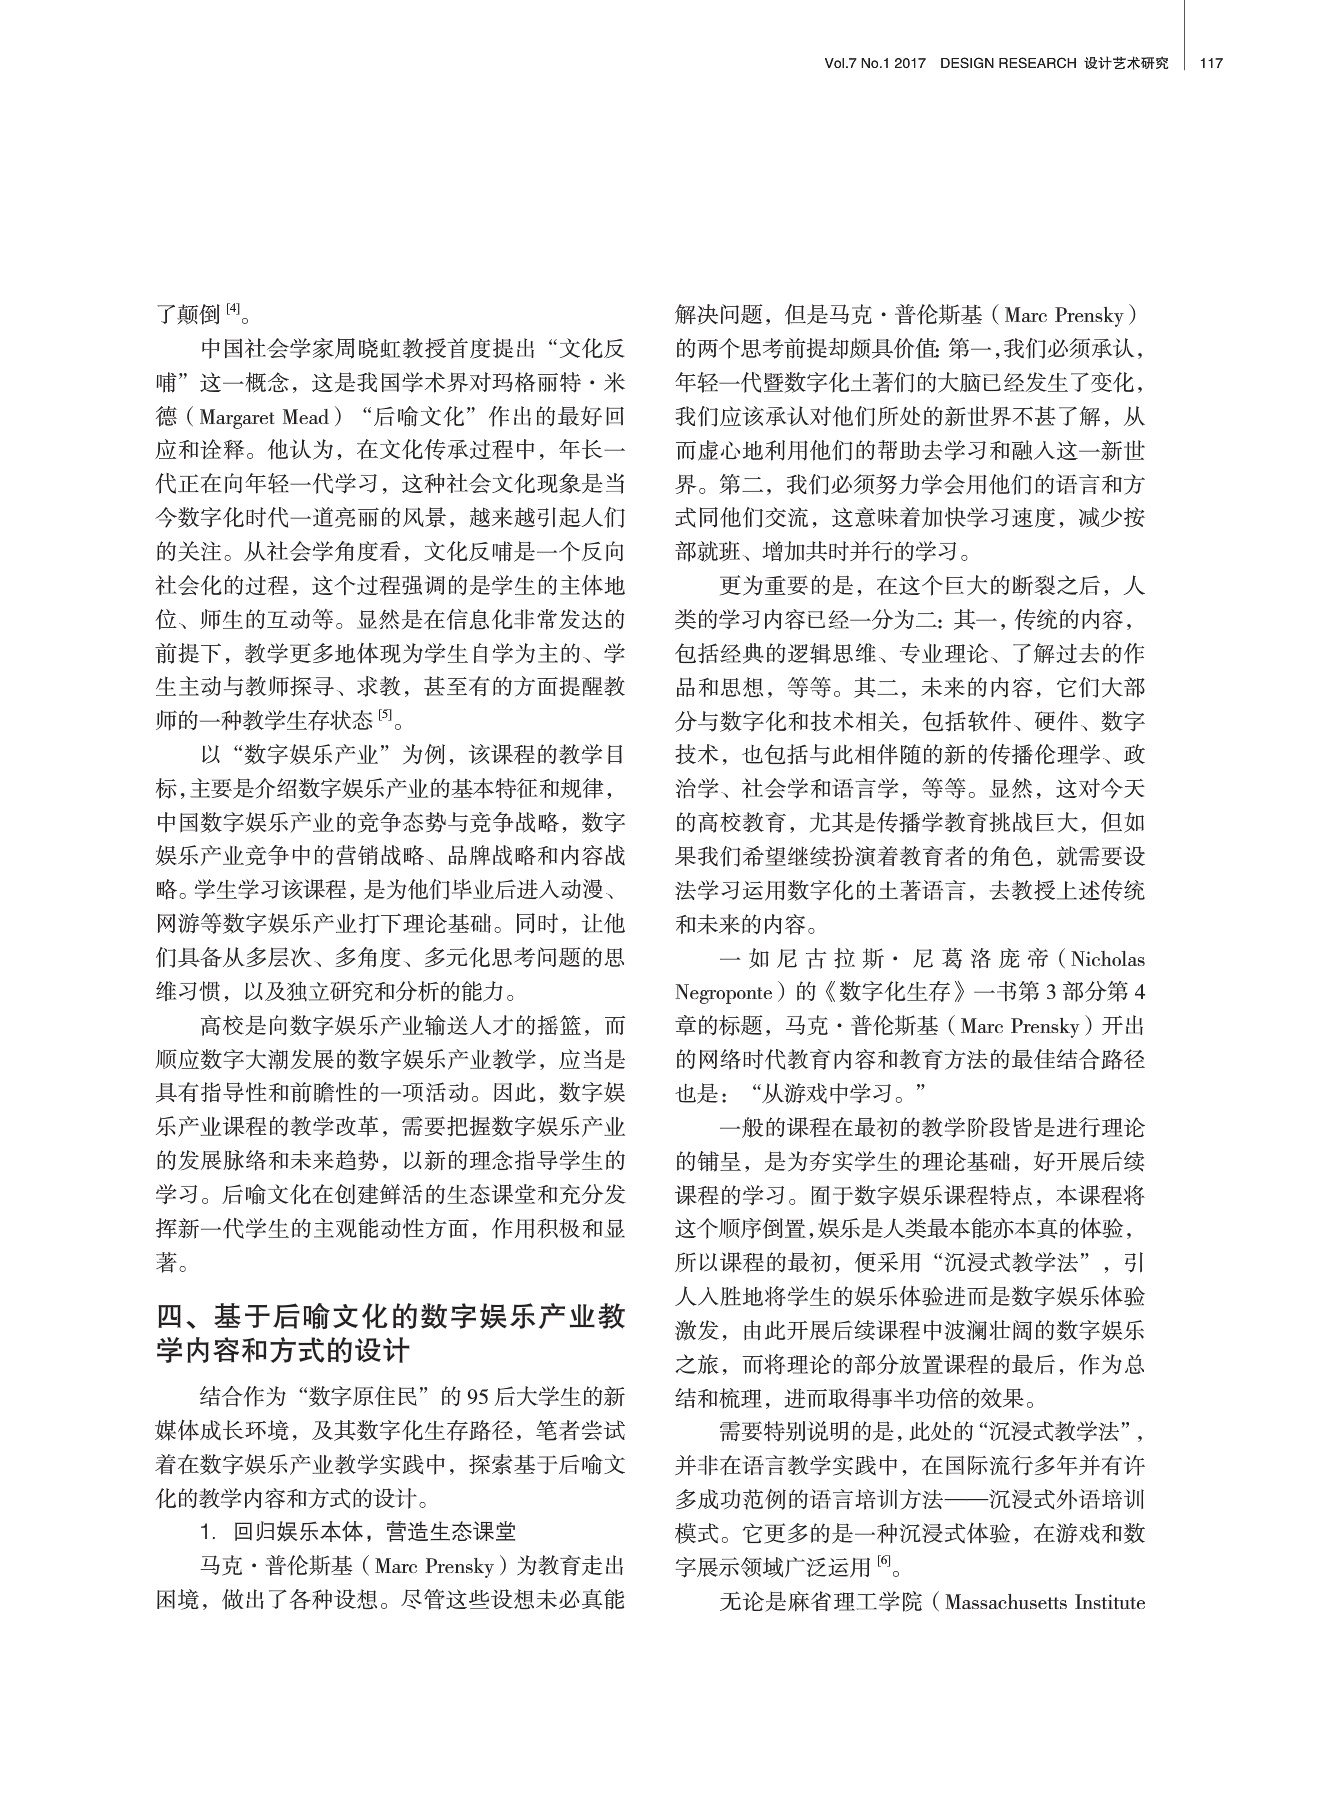 Vol.7 No.1 2017 DESIGN RESEARCH 设计艺术研究 117
了颠倒 [4]。
中国社会学家周晓虹教授首度提出“文化反
哺”这一概念，这是我国学术界对玛格丽特·米
德（Margaret Mead）“后喻文化”作出的最好回
应和诠释。他认为，在文化传承过程中，年长一
代正在向年轻一代学习，这种社会文化现象是当
今数字化时代一道亮丽的风景，越来越引起人们
的关注。从社会学角度看，文化反哺是一个反向
社会化的过程，这个过程强调的是学生的主体地
位、师生的互动等。显然是在信息化非常发达的
前提下，教学更多地体现为学生自学为主的、学
生主动与教师探寻、求教，甚至有的方面提醒教
师的一种教学生存状态 [5]。
以“数字娱乐产业”为例，该课程的教学目
标，主要是介绍数字娱乐产业的基本特征和规律，
中国数字娱乐产业的竞争态势与竞争战略，数字
娱乐产业竞争中的营销战略、品牌战略和内容战
略。学生学习该课程，是为他们毕业后进入动漫、
网游等数字娱乐产业打下理论基础。同时，让他
们具备从多层次、多角度、多元化思考问题的思
维习惯，以及独立研究和分析的能力。
高校是向数字娱乐产业输送人才的摇篮，而
顺应数字大潮发展的数字娱乐产业教学，应当是
具有指导性和前瞻性的一项活动。因此，数字娱
乐产业课程的教学改革，需要把握数字娱乐产业
的发展脉络和未来趋势，以新的理念指导学生的
学习。后喻文化在创建鲜活的生态课堂和充分发
挥新一代学生的主观能动性方面，作用积极和显
著。
四、基于后喻文化的数字娱乐产业教
学内容和方式的设计
结合作为“数字原住民”的 95 后大学生的新
媒体成长环境，及其数字化生存路径，笔者尝试
着在数字娱乐产业教学实践中，探索基于后喻文
化的教学内容和方式的设计。
1. 回归娱乐本体，营造生态课堂
马克·普伦斯基（Marc Prensky）为教育走出
困境，做出了各种设想。尽管这些设想未必真能
解决问题，但是马克·普伦斯基（Marc Prensky）
的两个思考前提却颇具价值：第一，我们必须承认，
年轻一代暨数字化土著们的大脑已经发生了变化，
我们应该承认对他们所处的新世界不甚了解，从
而虚心地利用他们的帮助去学习和融入这一新世
界。第二，我们必须努力学会用他们的语言和方
式同他们交流，这意味着加快学习速度，减少按
部就班、增加共时并行的学习。
更为重要的是，在这个巨大的断裂之后，人
类的学习内容已经一分为二：其一，传统的内容，
包括经典的逻辑思维、专业理论、了解过去的作
品和思想，等等。其二，未来的内容，它们大部
分与数字化和技术相关，包括软件、硬件、数字
技术，也包括与此相伴随的新的传播伦理学、政
治学、社会学和语言学，等等。显然，这对今天
的高校教育，尤其是传播学教育挑战巨大，但如
果我们希望继续扮演着教育者的角色，就需要设
法学习运用数字化的土著语言，去教授上述传统
和未来的内容。
一如尼古拉斯·尼葛洛庞帝（Nicholas
Negroponte）的《数字化生存》一书第 3 部分第 4
章的标题，马克·普伦斯基（Marc Prensky）开出
的网络时代教育内容和教育方法的最佳结合路径
也是：“从游戏中学习。”
一般的课程在最初的教学阶段皆是进行理论
的铺呈，是为夯实学生的理论基础，好开展后续
课程的学习。囿于数字娱乐课程特点，本课程将
这个顺序倒置，娱乐是人类最本能亦本真的体验，
所以课程的最初，便采用“沉浸式教学法”，引
人入胜地将学生的娱乐体验进而是数字娱乐体验
激发，由此开展后续课程中波澜壮阔的数字娱乐
之旅，而将理论的部分放置课程的最后，作为总
结和梳理，进而取得事半功倍的效果。
需要特别说明的是，此处的“沉浸式教学法”，
并非在语言教学实践中，在国际流行多年并有许
多成功范例的语言培训方法——沉浸式外语培训
模式。它更多的是一种沉浸式体验，在游戏和数
字展示领域广泛运用 [6]。
无论是麻省理工学院（Massachusetts Institute